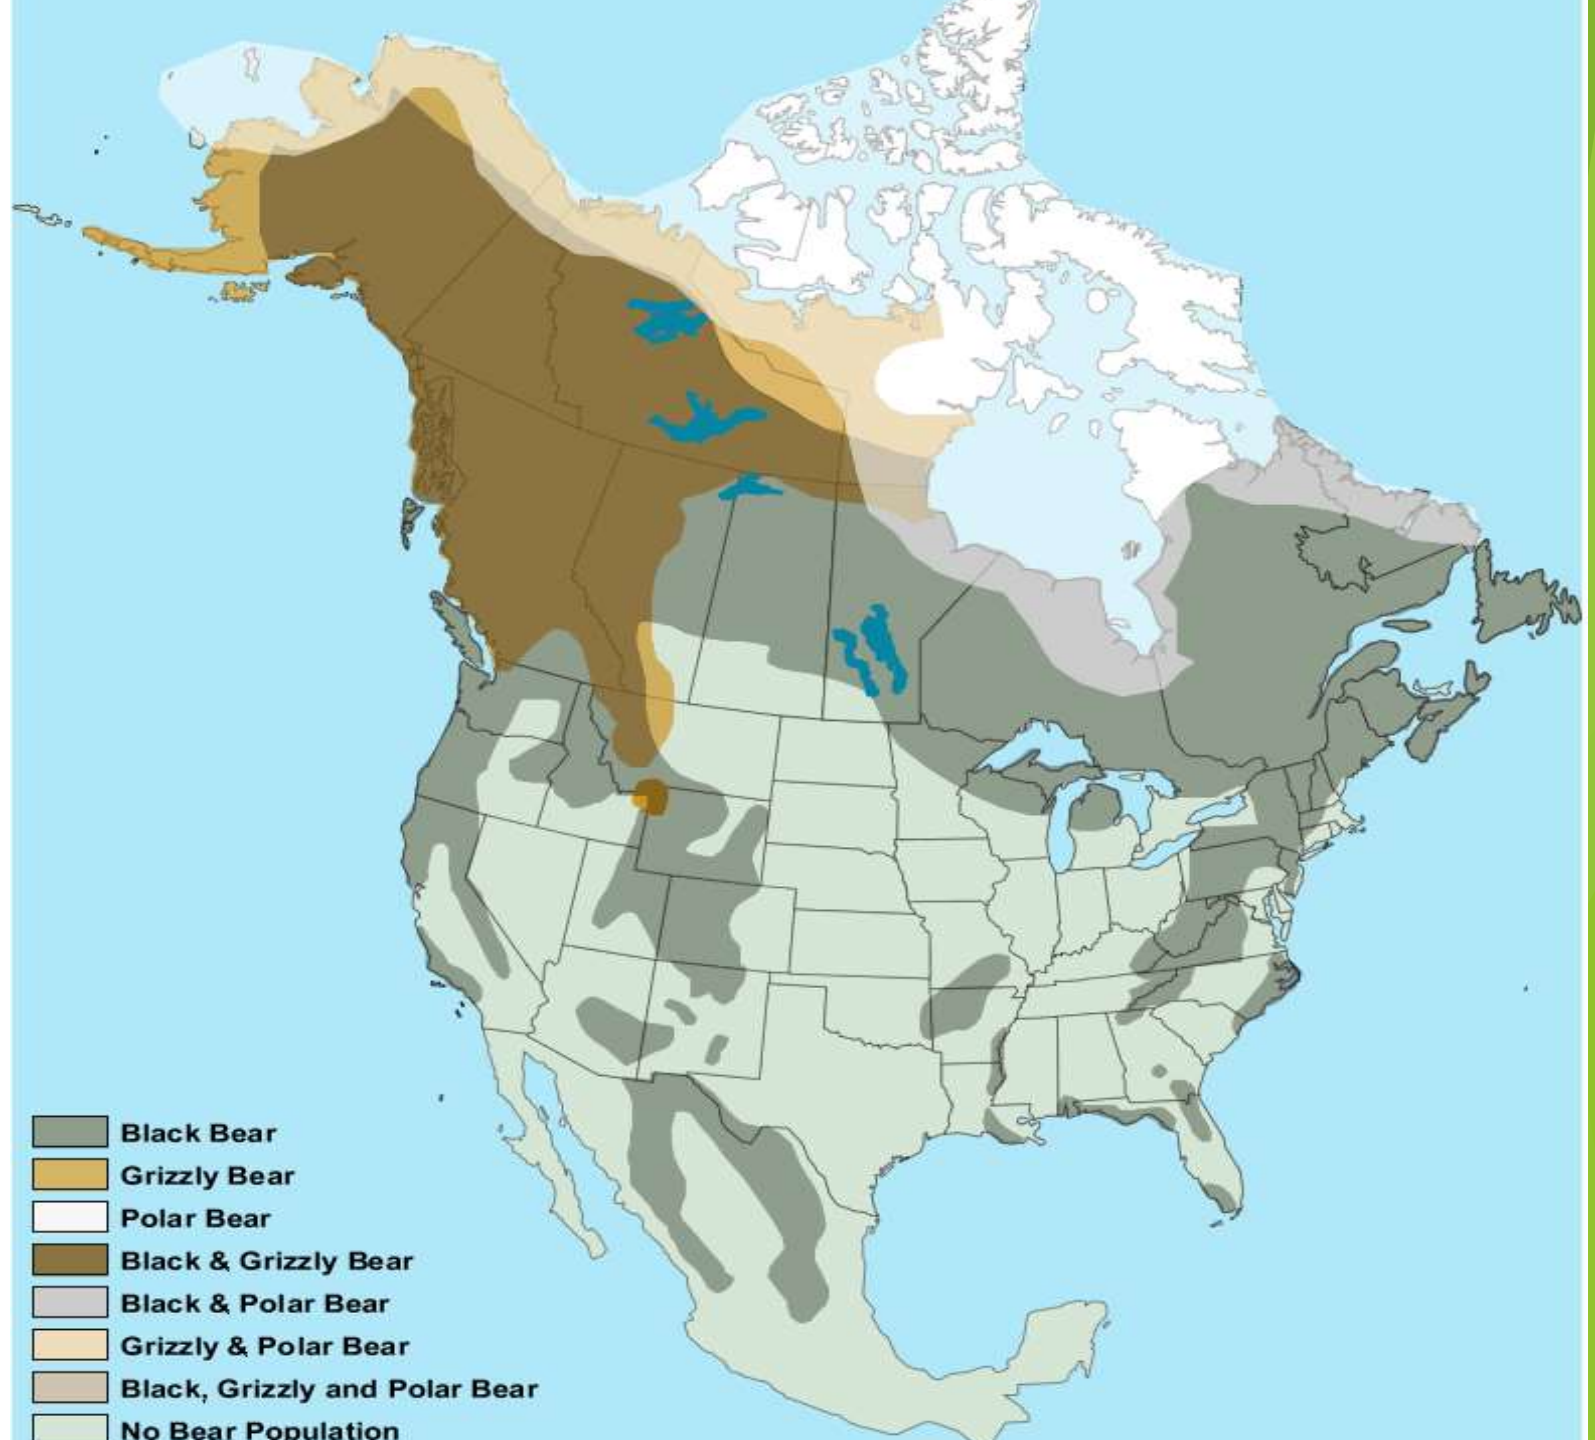 Black Bear
Grizzly Bear
Polar Bear
Black & Grizzly Bear
Black & Polar Bear
Grizzly & Polar Bear
Black, Grizzly and Polar Bear
No Bear Population